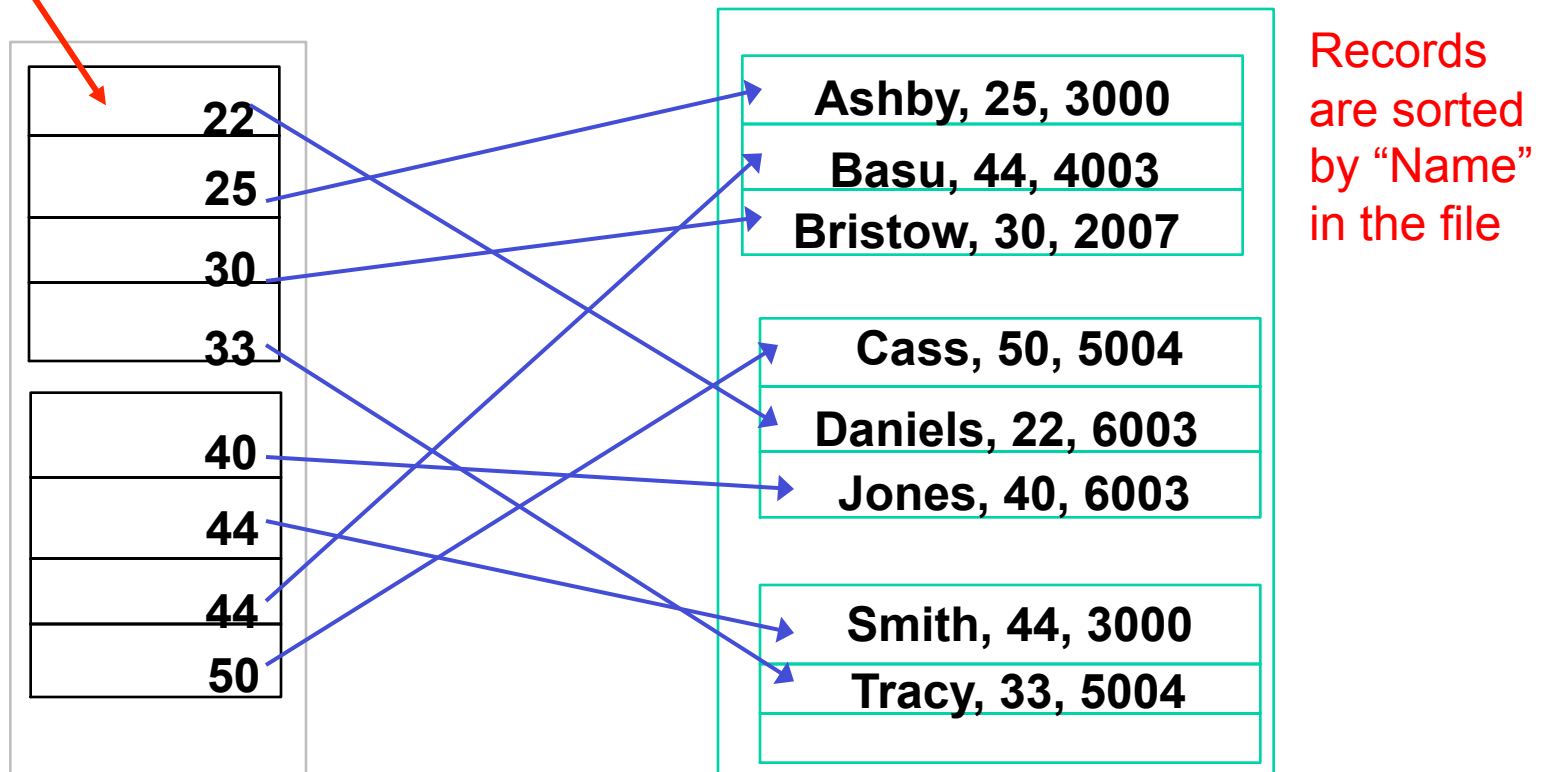 22
25
30
33
40
44
44
50
Ashby, 25, 3000
Basu, 44, 4003
Bristow, 30, 2007
Cass, 50, 5004
Daniels, 22, 6003
Jones, 40, 6003
Smith, 44, 3000
Tracy, 33, 5004
Records
are sorted
by “Name”
in the file